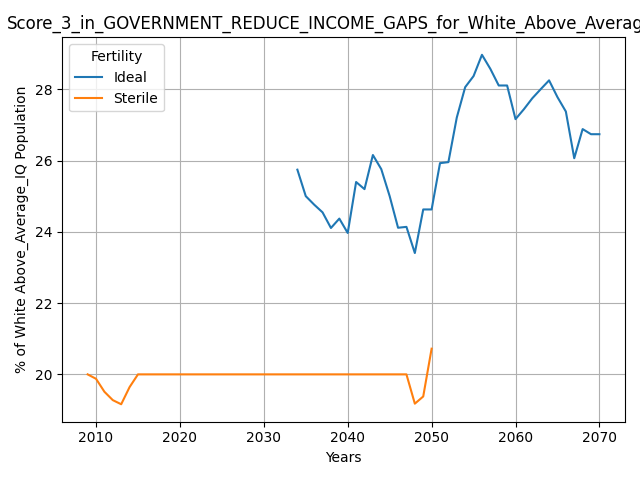 Score_3_in_GOVERNMENT_REDUCE_INCOME_GAPS_for_White_Above_Averag
Fertility
Ideal
Sterile
% of White Above_Average_IQ Population
28
26
24
22
20
2010 2020 2030 2040 2050 2060 2070
Years